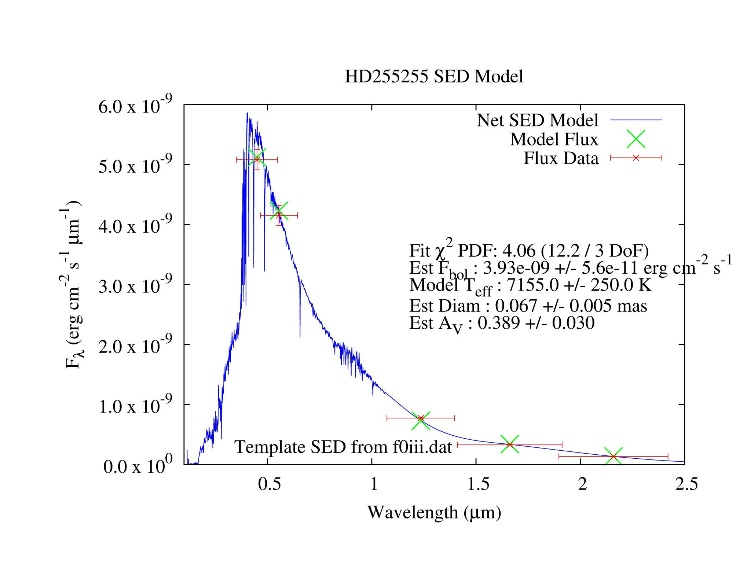 HD255255 SED Model
Net SED Model
Model Flux
Flux Data
6.0 x 10⁻⁹
5.0 x 10⁻⁹
4.0 x 10⁻⁹
3.0 x 10⁻⁹
2.0 x 10⁻⁹
1.0 x 10⁻⁹
0.0 x 10⁰
F_λ (erg cm⁻² s⁻¹ μm⁻¹)
Fit χ² PDF: 4.06 (12.2 / 3 DoF)
Est F_bol : 3.93e-09 +/- 5.6e-11 erg cm⁻² s⁻¹
Model T_eff : 7155.0 +/- 250.0 K
Est Diam : 0.067 +/- 0.005 mas
Est A_V : 0.389 +/- 0.030
Template SED from f0iii.dat
0.5 1 1.5 2 2.5
Wavelength (μm)